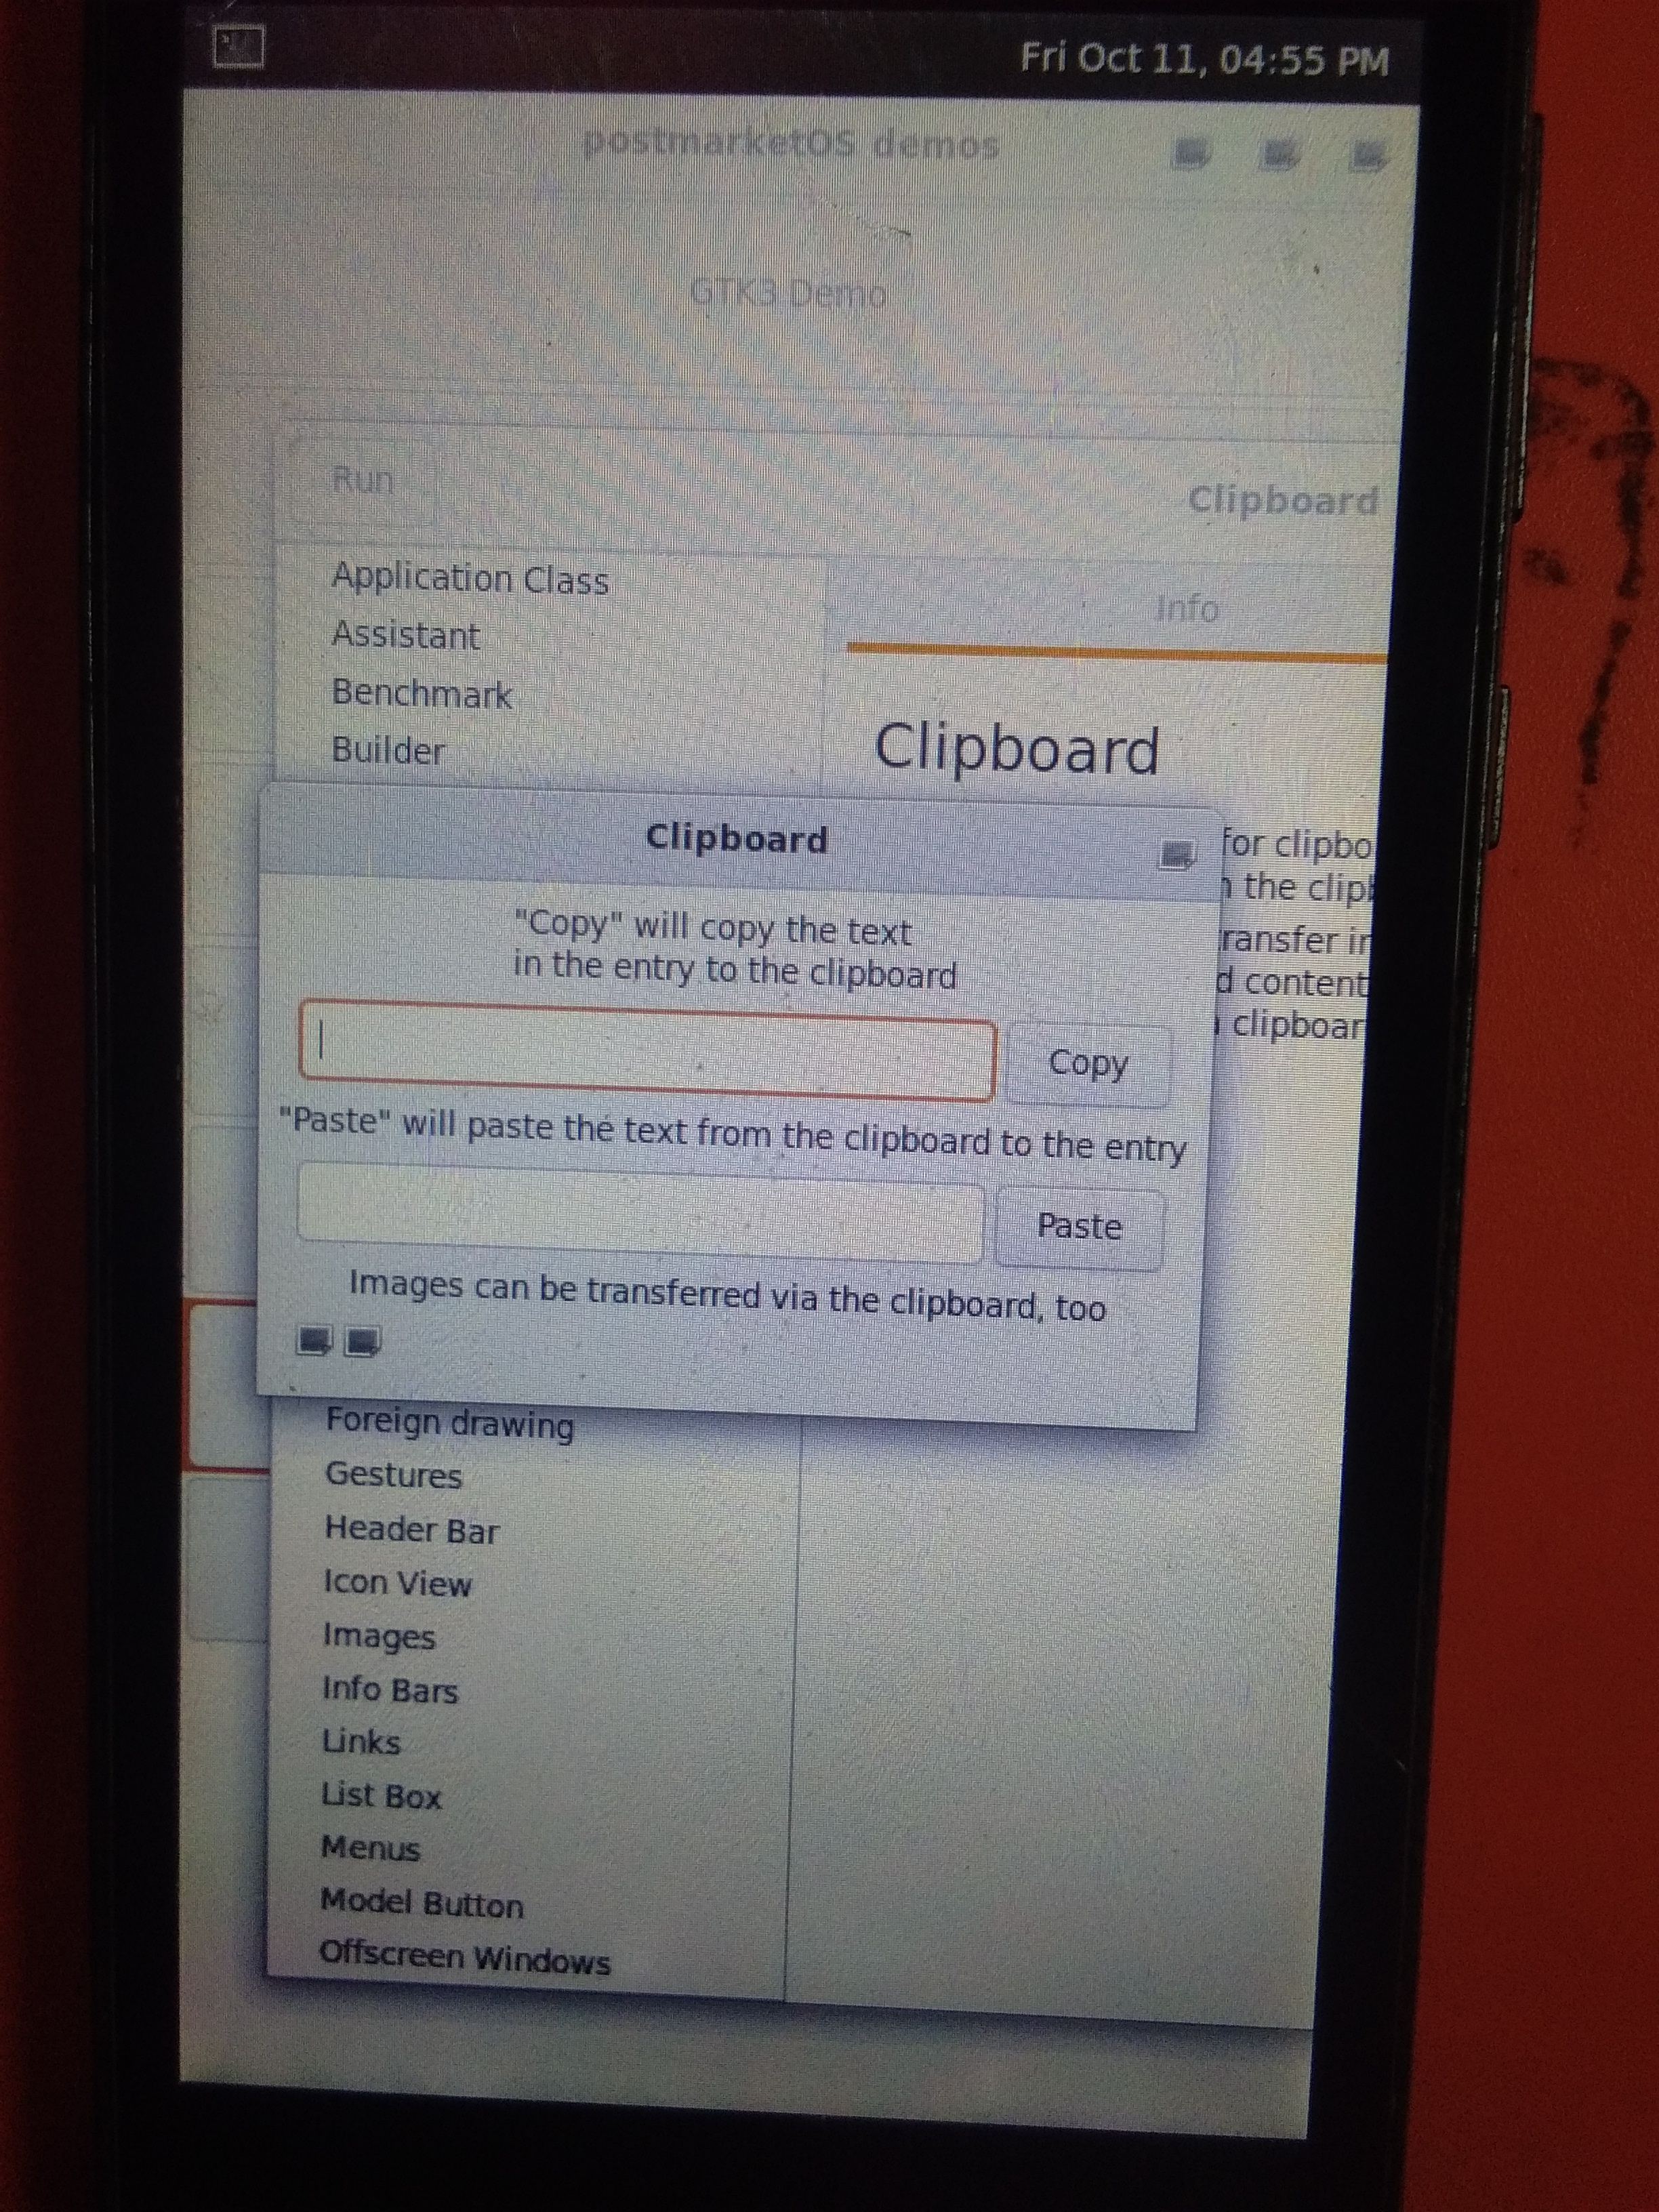 Fri Oct 11, 04:55 PM
postmarketOS demos
GTK3 Demo
Run
Clipboard
Application Class
Assistant
Benchmark
Builder
Info
Clipboard
for clipbo
the clip
ransfer in
d content
clipboar
Clipboard
"Copy" will copy the text
in the entry to the clipboard
Copy
"Paste" will paste the text from the clipboard to the entry
Paste
Images can be transferred via the clipboard, too
Foreign drawing
Gestures
Header Bar
Icon View
Images
Info Bars
Links
List Box
Menus
Model Button
Offscreen Windows